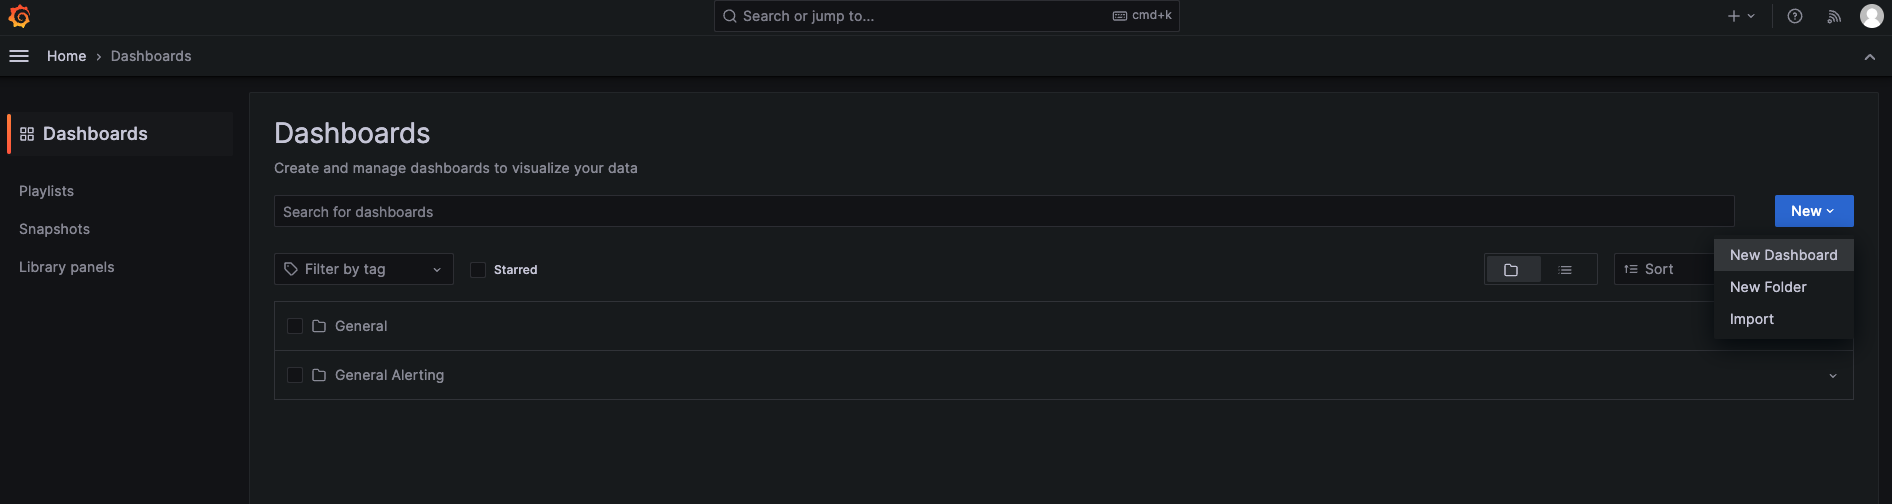 Search or jump to...
cmd+k
Home › Dashboards
Dashboards
Playlists
Snapshots
Library panels
Dashboards
Create and manage dashboards to visualize your data
Search for dashboards
New
New Dashboard
New Folder
Import
Filter by tag
Starred
Sort
General
General Alerting